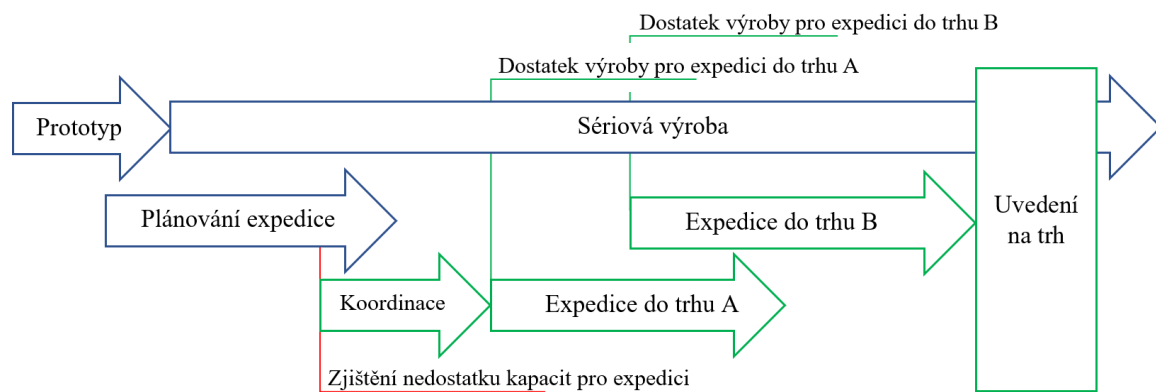 Dostatek výroby pro expedici do trhu B
Dostatek výroby pro expedici do trhu A
Prototyp
Sériová výroba
Plánování expedice
Expedice do trhu B
Uvedení
na trh
Koordinace
Expedice do trhu A
Zjištění nedostatku kapacit pro expedici